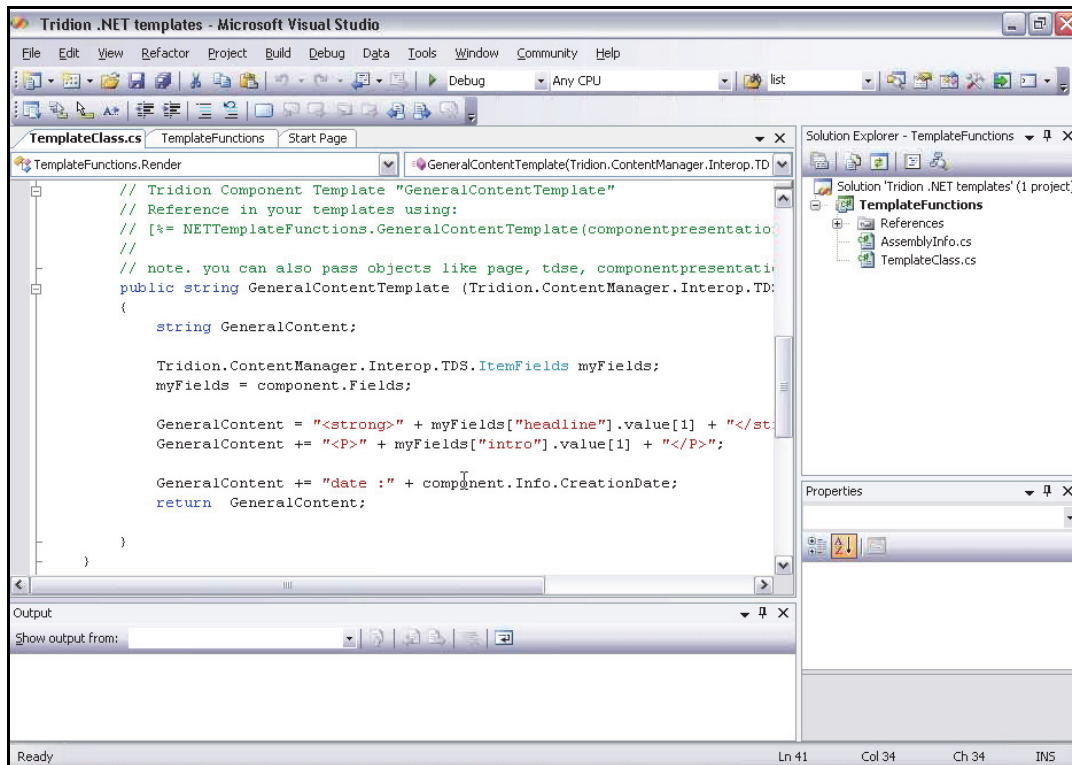 Tridion .NET templates - Microsoft Visual Studio
File Edit View Refactor Project Build Debug Data Tools Window Community Help
Debug Any CPU list
TemplateClass.cs TemplateFunctions Start Page
TemplateFunctions.Render GeneralContentTemplate(Tridion.ContentManager.Interop.TD
// Tridion Component Template "GeneralContentTemplate"
// Reference in your templates using:
// [%= NETTemplateFunctions.GeneralContentTemplate(componentpresentatio
//
// note. you can also pass objects like page, tdse, componentpresentati
public string GeneralContentTemplate (Tridion.ContentManager.Interop.TD
{
string GeneralContent;
Tridion.ContentManager.Interop.TDS.ItemFields myFields;
myFields = component.Fields;
GeneralContent = "<strong>" + myFields["headline"].value[1] + "</st
GeneralContent += "<P>" + myFields["intro"].value[1] + "</P>";
GeneralContent += "date :" + component.Info.CreationDate;
return GeneralContent;
}
}
Output
Show output from:
Solution Explorer - TemplateFunctions
Solution 'Tridion .NET templates' (1 project)
TemplateFunctions
References
AssemblyInfo.cs
TemplateClass.cs
Properties
Ready Ln 41 Col 34 Ch 34 INS